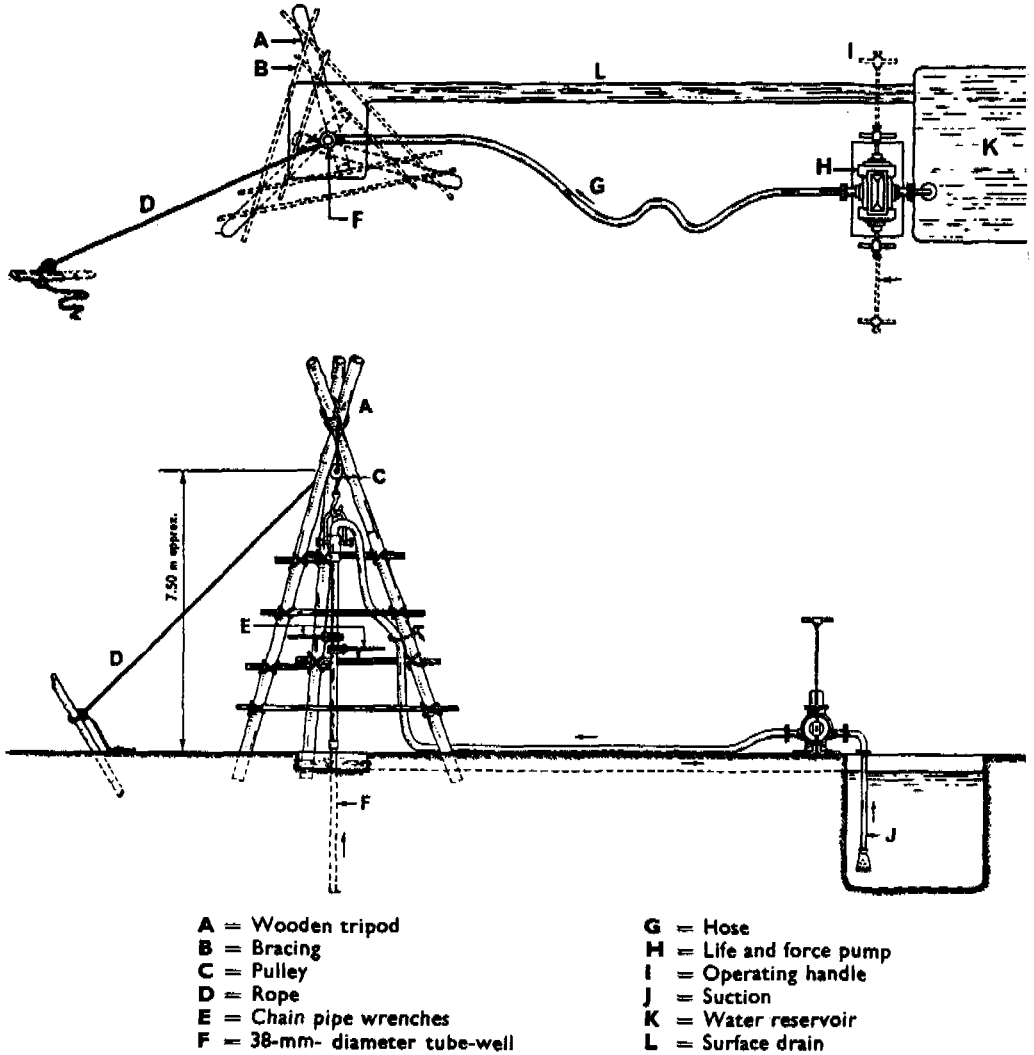 A
B
I
L
K
H
G
D
F
A
C
7.50 m approx.
E
D
F
J
A = Wooden tripod
B = Bracing
C = Pulley
D = Rope
E = Chain pipe wrenches
F = 38-mm- diameter tube-well
G = Hose
H = Life and force pump
I = Operating handle
J = Suction
K = Water reservoir
L = Surface drain